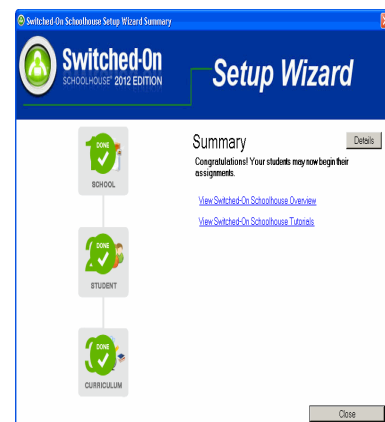 Switched-On Schoolhouse Setup Wizard Summary
Switched-On
SCHOOLHOUSE® 2012 EDITION
Setup Wizard
DONE
SCHOOL
DONE
STUDENT
DONE
CURRICULUM
Summary
Details
Congratulations! Your students may now begin their
assignments.
View Switched-On Schoolhouse Overview
View Switched-On Schoolhouse Tutorials
Close